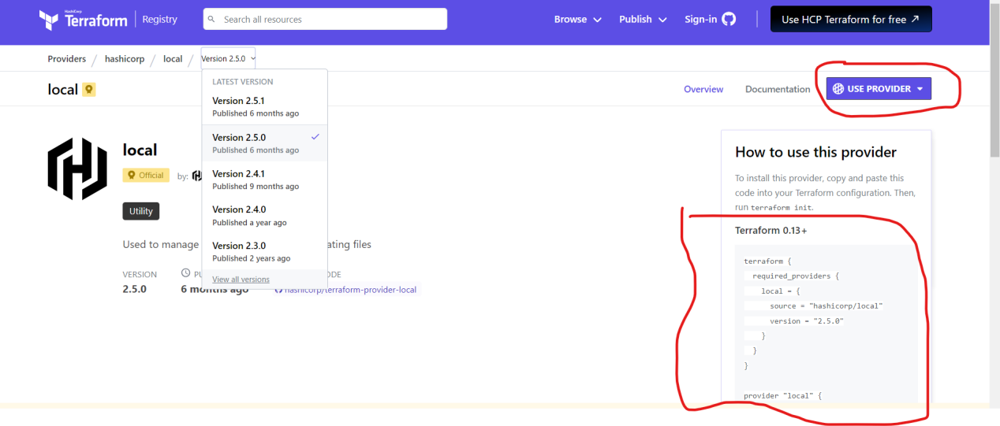 HashiCorp
Terraform Registry Search all resources Browse Publish Sign-in Use HCP Terraform for free ↗
Providers / hashicorp / local / Version 2.5.0
local Overview Documentation USE PROVIDER
LATEST VERSION
Version 2.5.1
Published 6 months ago
Version 2.5.0
Published 6 months ago
Version 2.4.1
Published 9 months ago
Version 2.4.0
Published a year ago
Version 2.3.0
Published 2 years ago
View all versions
local
Official by:
Utility
Used to manage ating files
VERSION
2.5.0
6 months ago
hashicorp/terraform-provider-local
How to use this provider
To install this provider, copy and paste this
code into your Terraform configuration. Then,
run terraform init.
Terraform 0.13+
terraform {
required_providers {
local = {
source = "hashicorp/local"
version = "2.5.0"
}
}
}
provider "local" {